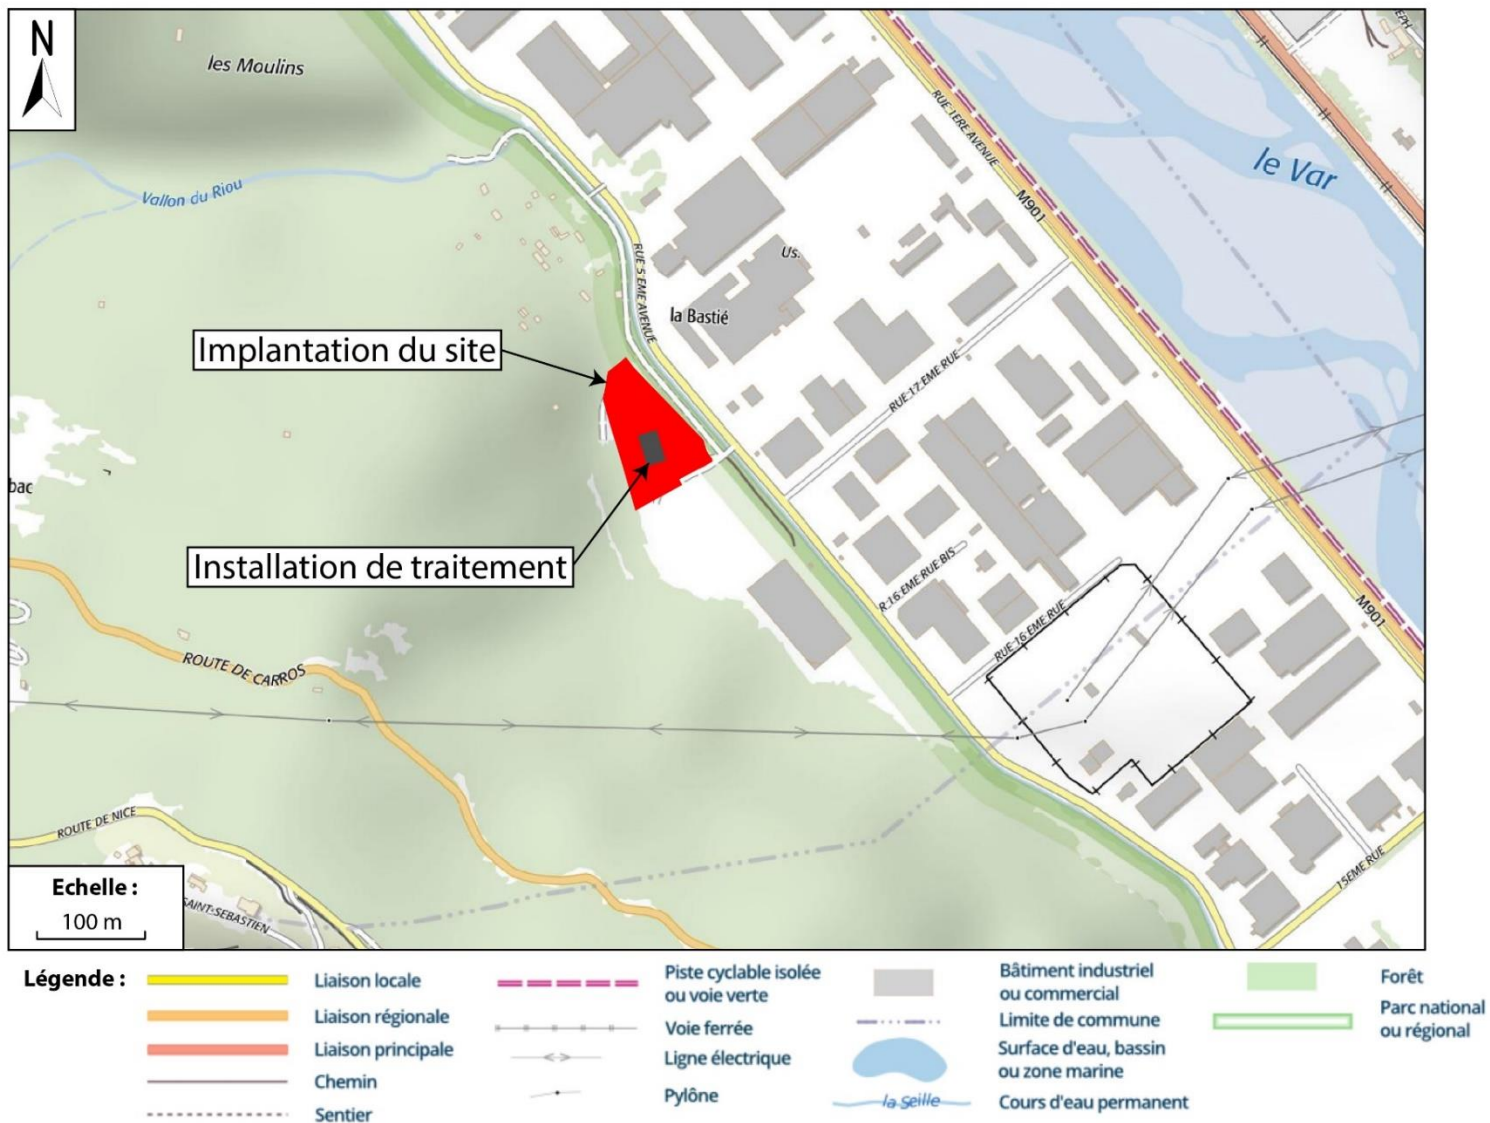 N
les Moulins
EPH
Vallon du Riou
RUE 1ERE AVENUE
le Var
M901
RUE 5 EME AVENUE
Us.
la Bastié
Implantation du site
RUE 17 EME RUE
bac
Installation de traitement
R 16 EME RUE BIS
RUE 16 EME RUE
M901
ROUTE DE CARROS
ROUTE DE NICE
15EME RUE
SAINT-SEBASTIEN
Echelle :
100 m
Légende :
Liaison locale
Liaison régionale
Liaison principale
Chemin
Sentier
Piste cyclable isolée
ou voie verte
Voie ferrée
Ligne électrique
Pylône
Bâtiment industriel
ou commercial
Limite de commune
Surface d'eau, bassin
ou zone marine
la Seille
Cours d'eau permanent
Forêt
Parc national
ou régional